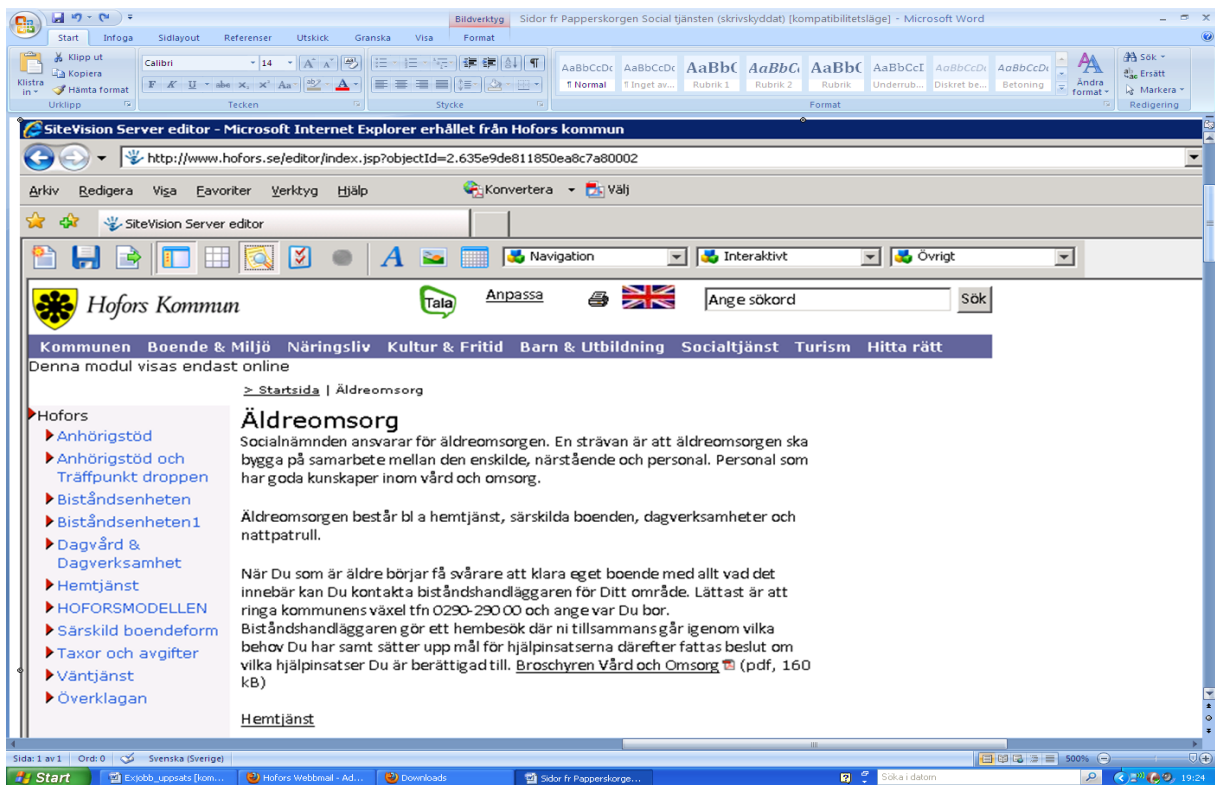 Bildverktyg
Sidor fr Papperskorgen Social tjänsten (skrivskyddat) [kompatibilitetsläge] - Microsoft Word
Start Infoga Sidlayout Referenser Utskick Granska Visa Format
Klipp ut
Kopiera
Hämta format
Klistra in
Urklipp
Calibri 14
Tecken
Stycke
AaBbCcDc AaBbCcDc AaBbC AaBbC AaBbC AaBbCcI AaBbCcDc AaBbCcDc
¶ Normal ¶ Inget av... Rubrik 1 Rubrik 2 Rubrik Underrub... Diskret be... Betoning
Ändra format
Format
Sök
Ersätt
Markera
Redigering
SiteVision Server editor - Microsoft Internet Explorer erhållet från Hofors kommun
http://www.hofors.se/editor/index.jsp?objectId=2.635e9de811850ea8c7a80002
Arkiv Redigera Visa Favoriter Verktyg Hjälp Konvertera Välj
SiteVision Server editor
Navigation Interaktivt Övrigt
Hofors Kommun
Tala
Anpassa
Ange sökord
Sök
Kommunen Boende & Miljö Näringsliv Kultur & Fritid Barn & Utbildning Socialtjänst Turism Hitta rätt
Denna modul visas endast online
> Startsida | Äldreomsorg
Hofors
Anhörigstöd
Anhörigstöd och
Träffpunkt droppen
Biståndsenheten
Biståndsenheten1
Dagvård &
Dagverksamhet
Hemtjänst
HOFORSMODELLEN
Särskild boendeform
Taxor och avgifter
Väntjänst
Överklagan
Äldreomsorg
Socialnämnden ansvarar för äldreomsorgen. En strävan är att äldreomsorgen ska
bygga på samarbete mellan den enskilde, närstående och personal. Personal som
har goda kunskaper inom vård och omsorg.
Äldreomsorgen består bl a hemtjänst, särskilda boenden, dagverksamheter och
nattpatrull.
När Du som är äldre börjar få svårare att klara eget boende med allt vad det
innebär kan Du kontakta biståndshandläggaren för Ditt område. Lättast är att
ringa kommunens växel tfn 0290-290 00 och ange var Du bor.
Biståndshandläggaren gör ett hembesök där ni tillsammans går igenom vilka
behov Du har samt sätter upp mål för hjälpinsatserna därefter fattas beslut om
vilka hjälpinsatser Du är berättigad till. Broschyren Vård och Omsorg (pdf, 160
kB)
Hemtjänst
Sida: 1 av 1 Ord: 0 Svenska (Sverige) 500%
Start Exjobb_uppsats [kom... Hofors Webbmail - Ad... Downloads Sidor fr Papperskorge... Söka i datorn 19:24